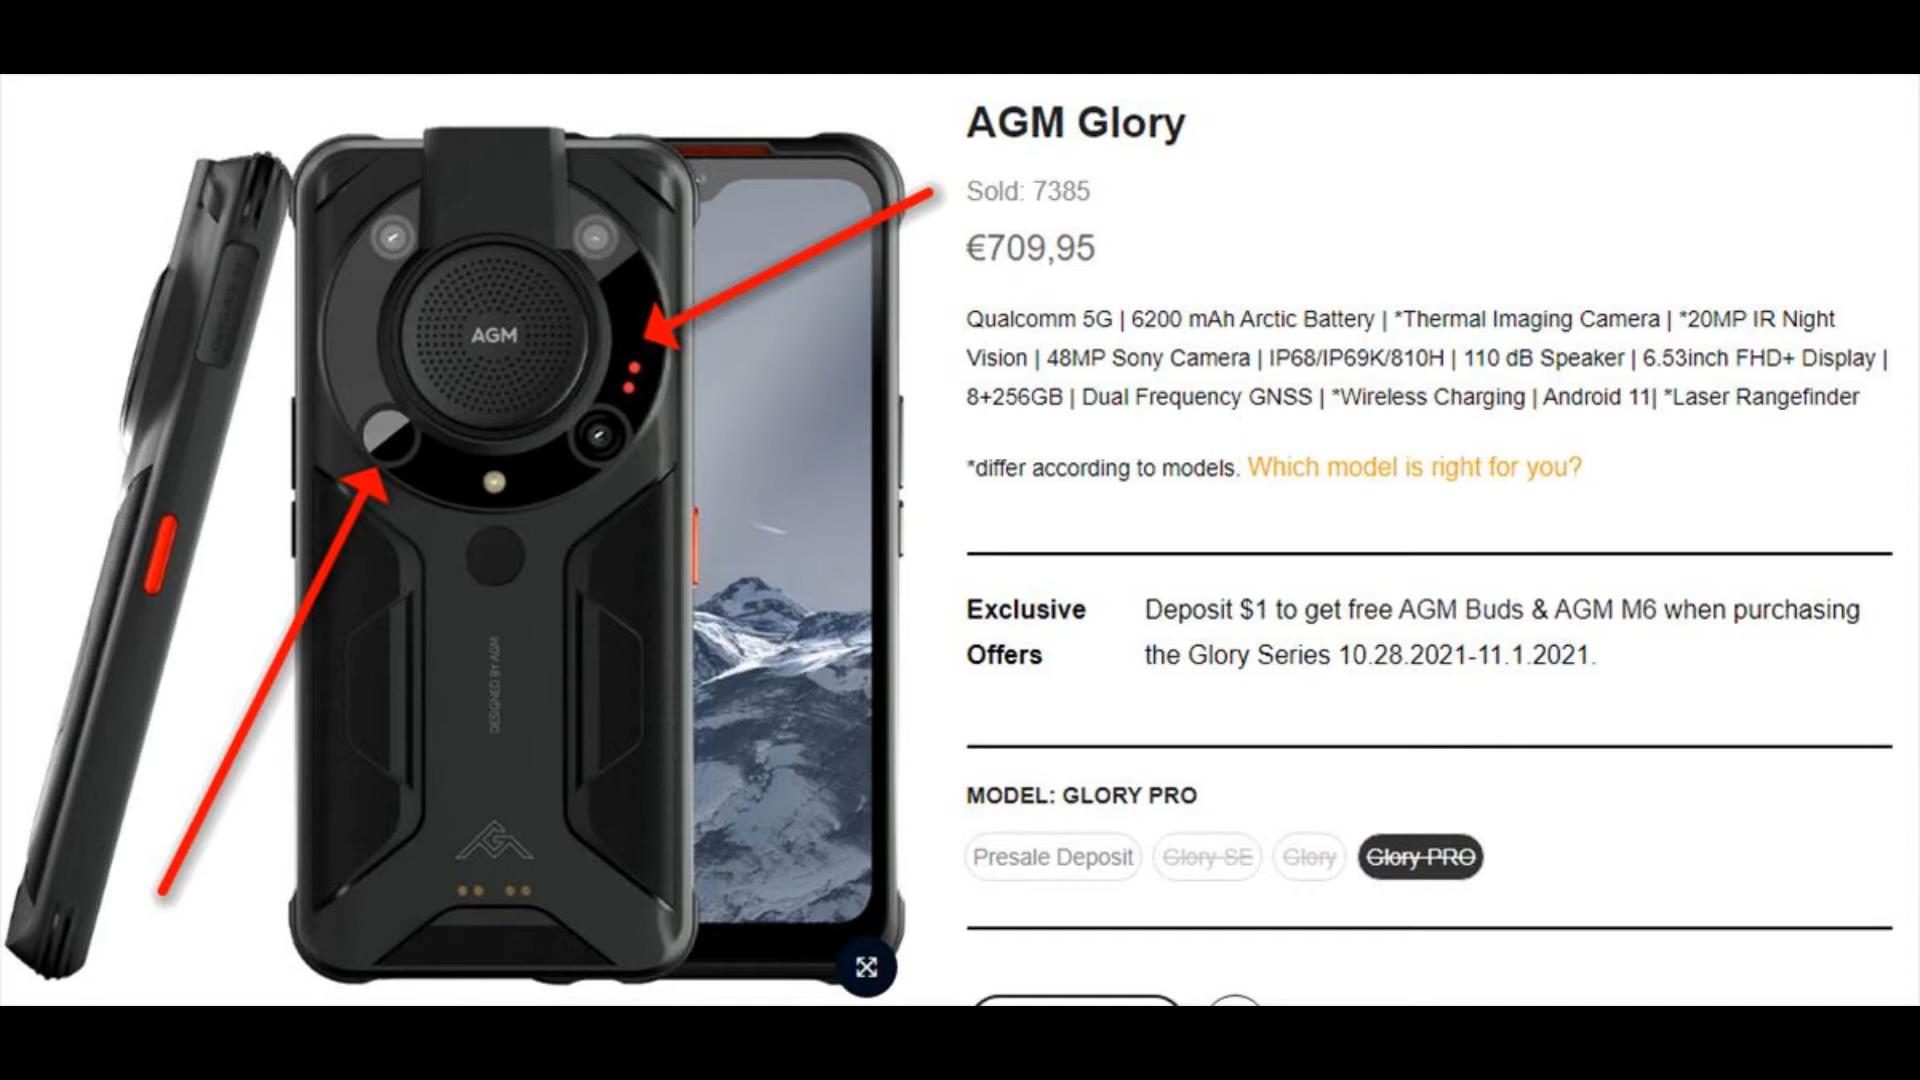 AGM Glory
Sold: 7385
€709,95
Qualcomm 5G | 6200 mAh Arctic Battery | *Thermal Imaging Camera | *20MP IR Night
Vision | 48MP Sony Camera | IP68/IP69K/810H | 110 dB Speaker | 6.53inch FHD+ Display |
8+256GB | Dual Frequency GNSS | *Wireless Charging | Android 11| *Laser Rangefinder
*differ according to models. Which model is right for you?
Exclusive Offers
Deposit $1 to get free AGM Buds & AGM M6 when purchasing
the Glory Series 10.28.2021-11.1.2021.
MODEL: GLORY PRO
Presale Deposit Glory SE Glory Glory PRO
AGM
DESIGNED BY AGM